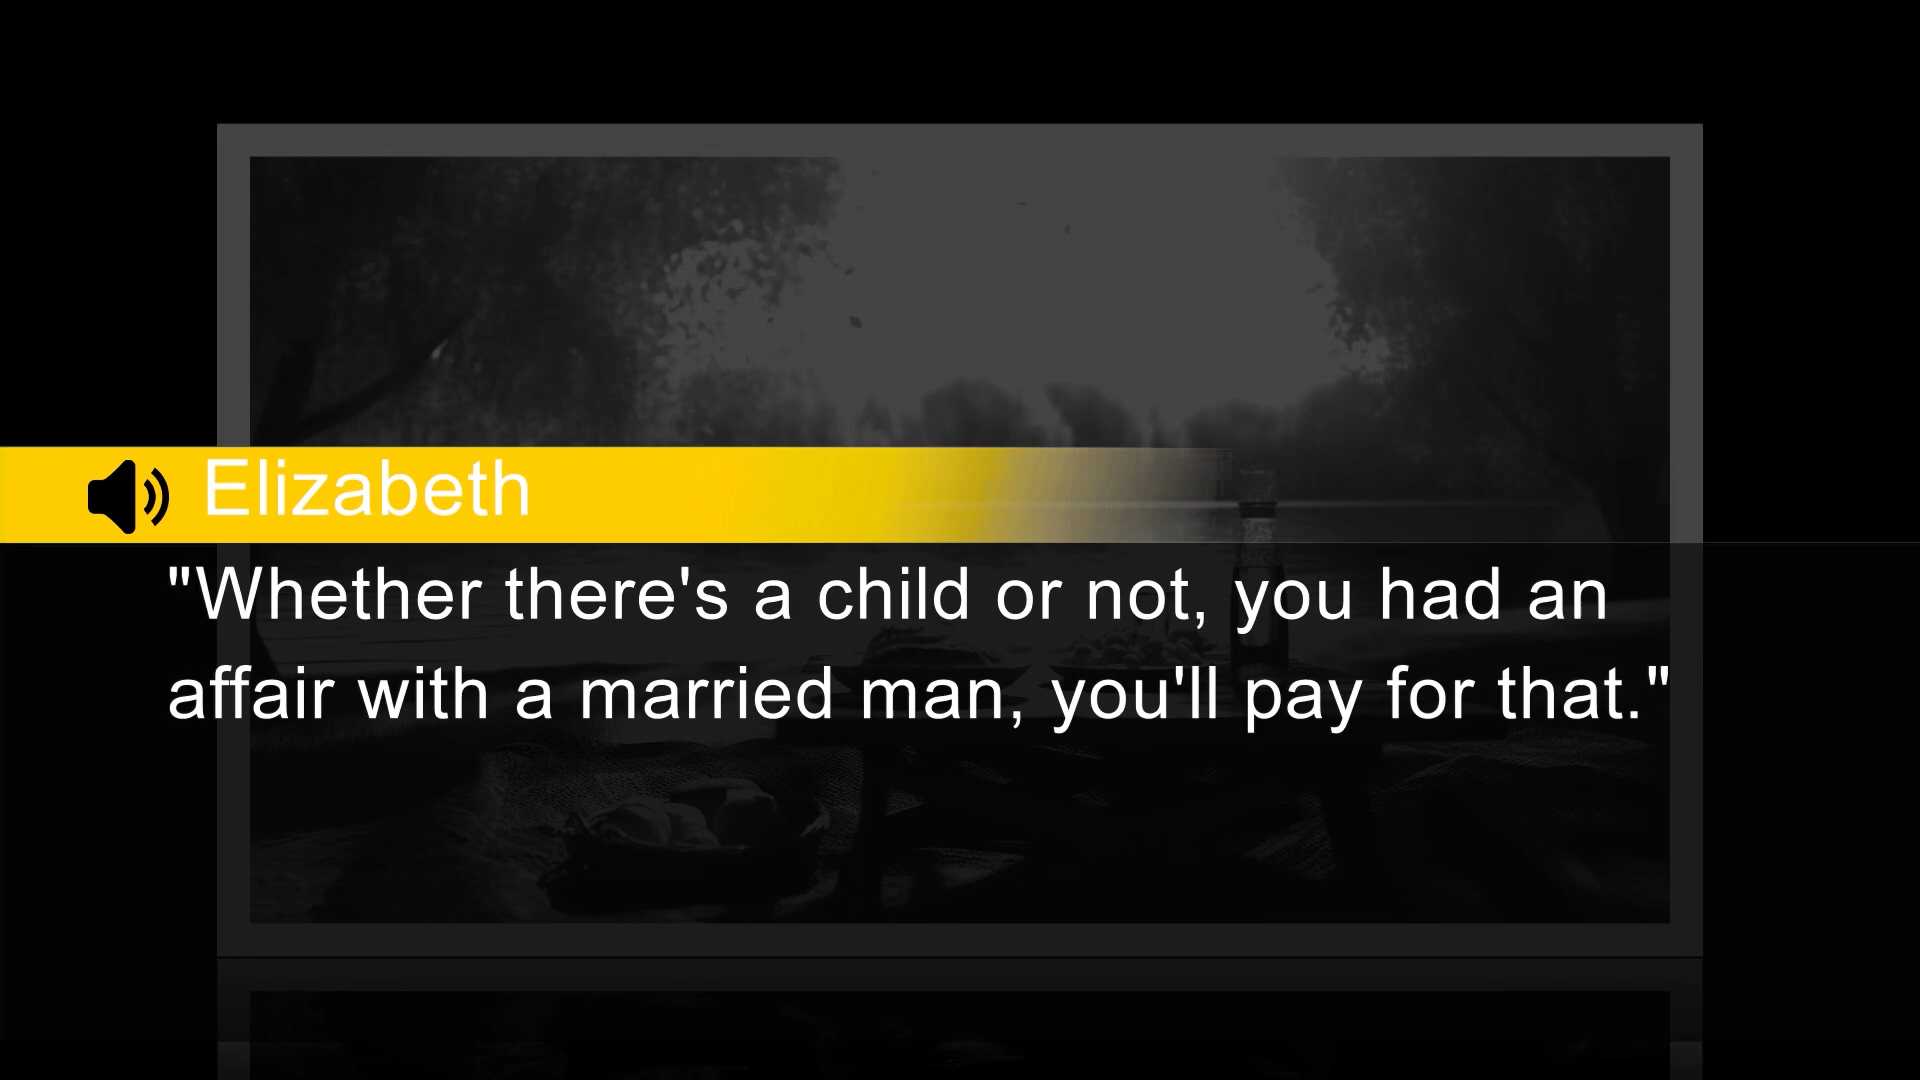 Elizabeth
"Whether there's a child or not, you had an
affair with a married man, you'll pay for that."